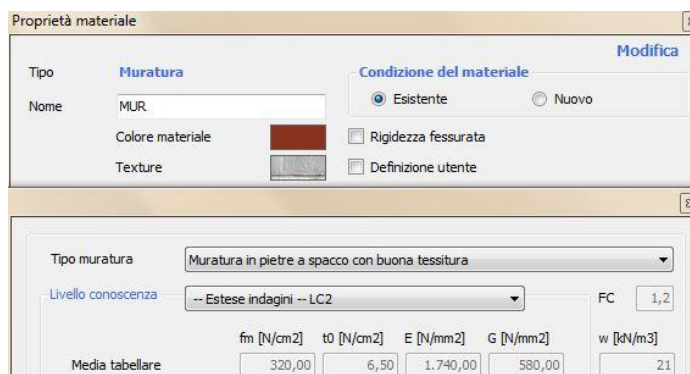 Proprietà materiale
Modifica
Tipo Muratura Condizione del materiale
Nome MUR Esistente Nuovo
Colore materiale Rigidezza fessurata
Texture Definizione utente
Tipo muratura Muratura in pietre a spacco con buona tessitura
Livello conoscenza -- Estese indagini -- LC2 FC 1,2
fm [N/cm2] t0 [N/cm2] E [N/mm2] G [N/mm2] w [kN/m3]
Media tabellare 320,00 6,50 1.740,00 580,00 21